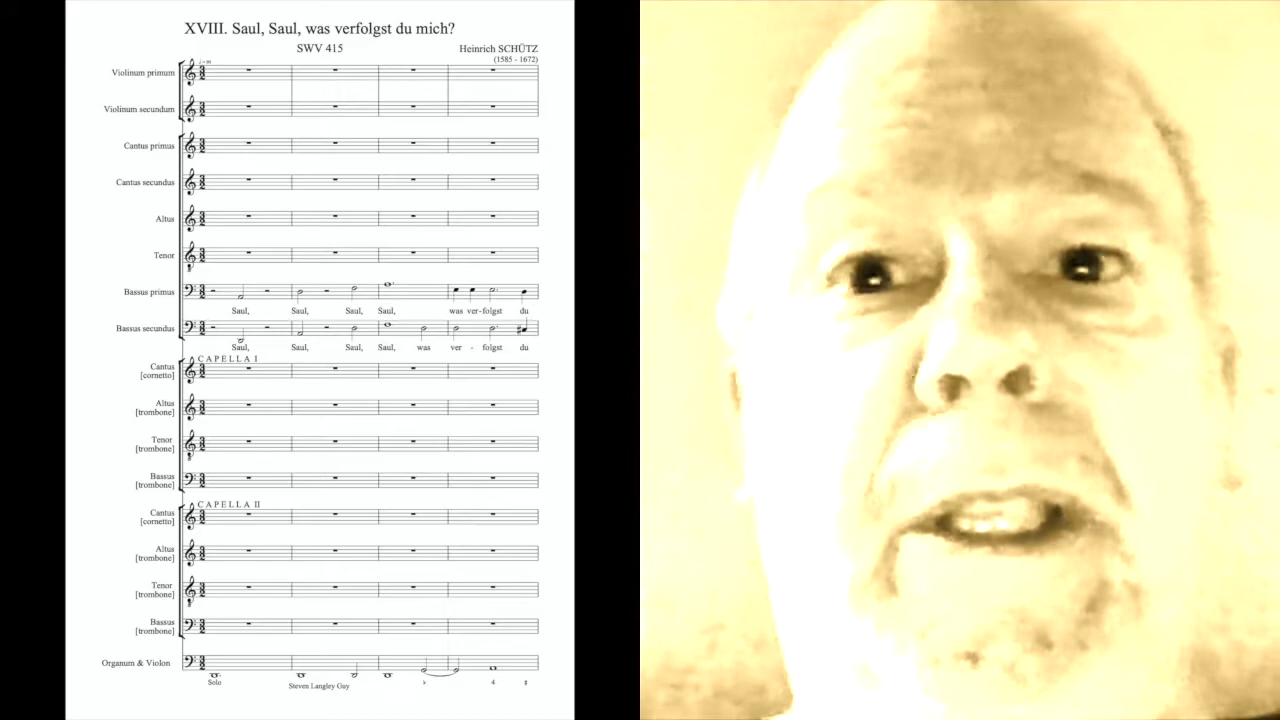 XVIII. Saul, Saul, was verfolgst du mich?
SWV 415
Heinrich SCHÜTZ
(1585 - 1672)
Violinum primum
Violinum secundum
Cantus primus
Cantus secundus
Altus
Tenor
Bassus primus
Saul, Saul, Saul, Saul, was ver-folgst du
Bassus secundus
Saul, Saul, Saul, Saul, was ver - folgst du
CAPELLA I
Cantus
[cornetto]
Altus
[trombone]
Tenor
[trombone]
Bassus
[trombone]
CAPELLA II
Cantus
[cornetto]
Altus
[trombone]
Tenor
[trombone]
Bassus
[trombone]
Organum & Violon
Solo
4
Steven Langley Guy